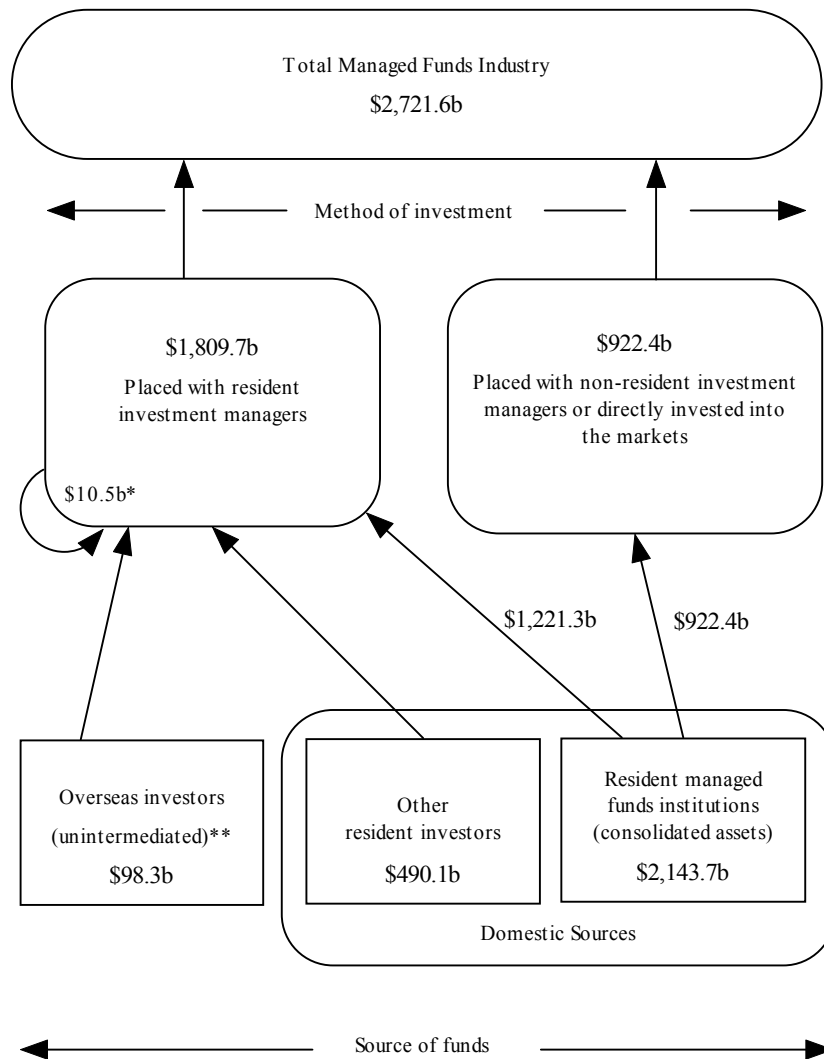 Total Managed Funds Industry
$2,721.6b
Method of investment
$1,809.7b
Placed with resident
investment managers
$10.5b*
$922.4b
Placed with non-resident investment
managers or directly invested into
the markets
$1,221.3b
$922.4b
Overseas investors
(unintermediated)**
$98.3b
Other
resident investors
$490.1b
Resident managed
funds institutions
(consolidated assets)
$2,143.7b
Domestic Sources
Source of funds